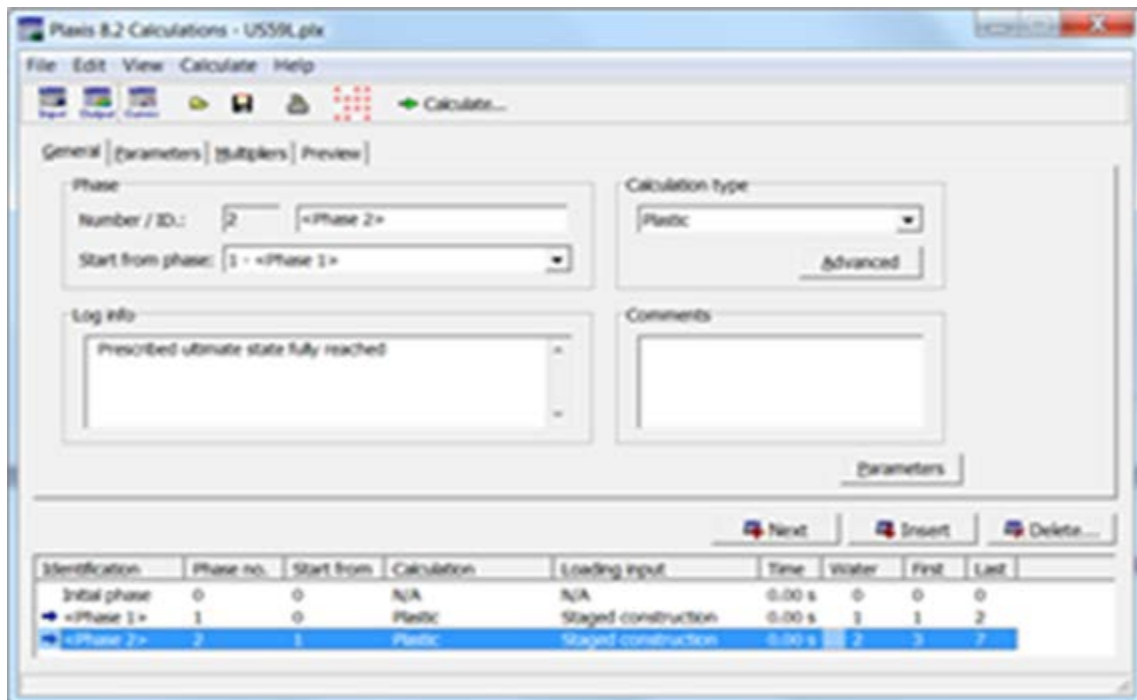 Plaxis 8.2 Calculations - US59L.plx
File Edit View Calculate Help
Input Output Curves Calculate...
General Parameters Multipliers Preview
Phase
Number / ID.: 2 <Phase 2>
Start from phase: 1 - <Phase 1>
Calculation type
Plastic
Advanced
Log info
Prescribed ultimate state fully reached
Comments
Parameters
Next Insert Delete...
Identification Phase no. Start from Calculation Loading input Time Water First Last
Initial phase 0 0 N/A N/A 0.00 s 0 0 0
<Phase 1> 1 0 Plastic Staged construction 0.00 s 1 1 2
<Phase 2> 2 1 Plastic Staged construction 0.00 s 2 3 7